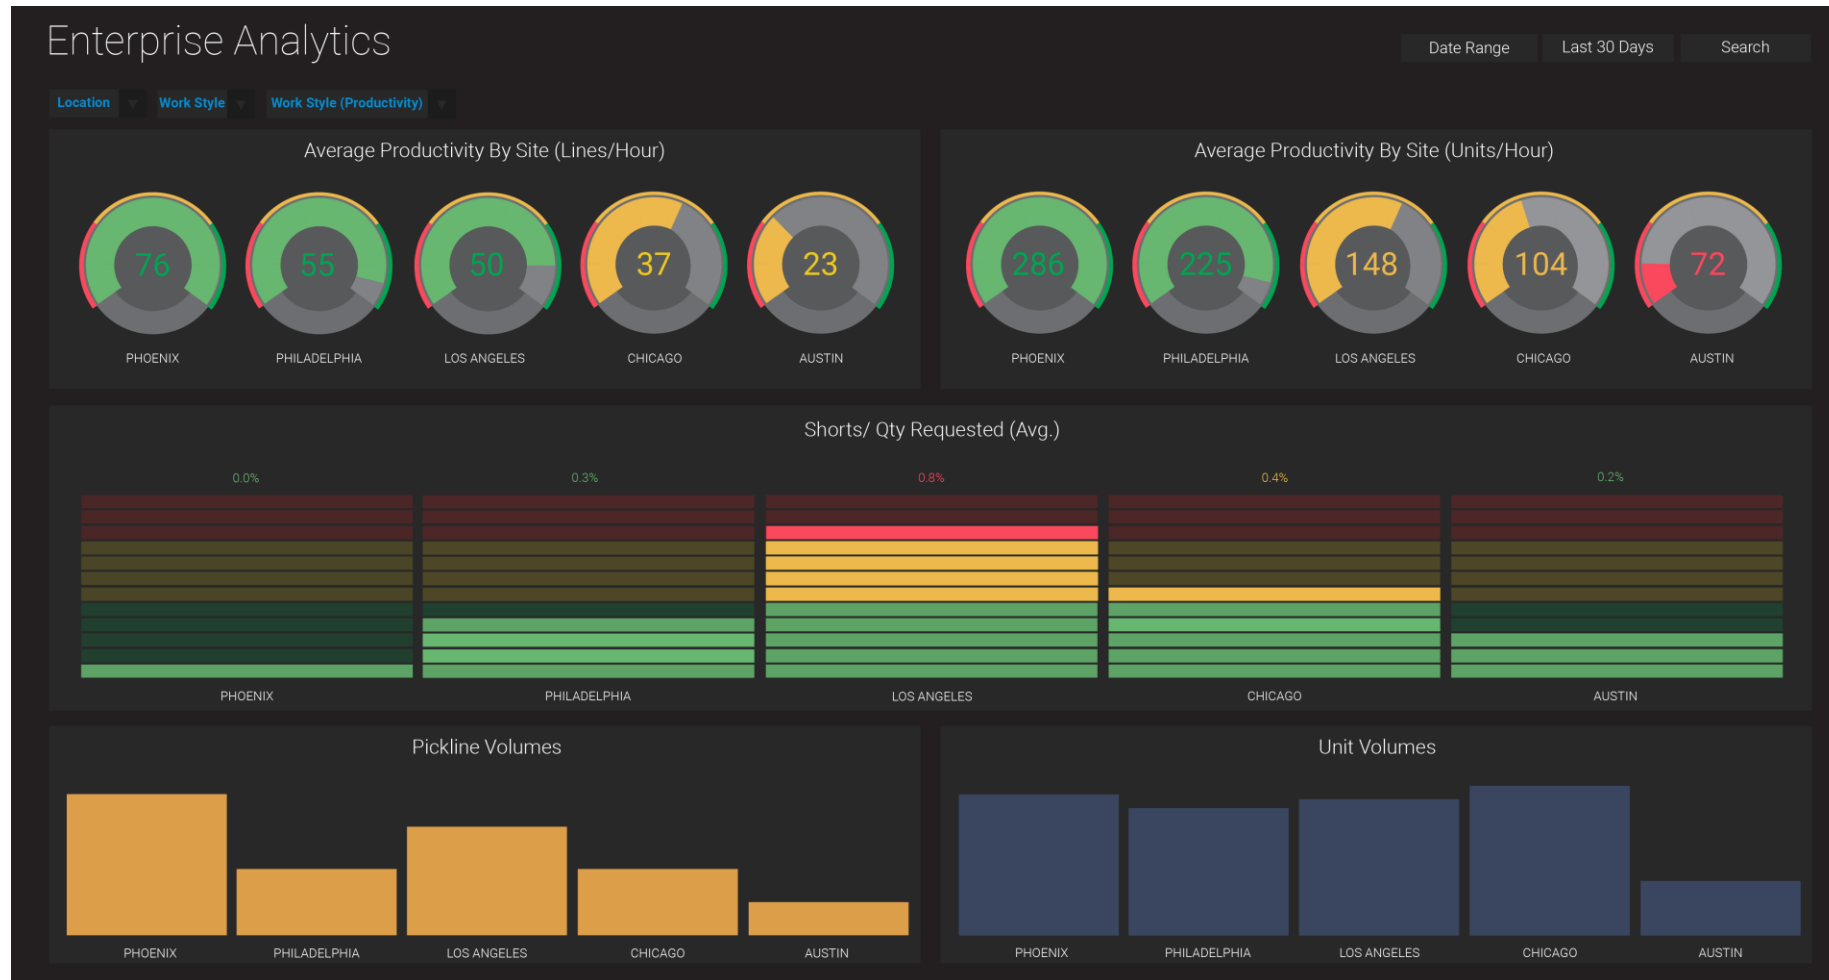 Enterprise Analytics
Date Range Last 30 Days Search
Location Work Style Work Style (Productivity)
Average Productivity By Site (Lines/Hour)
76 55 50 37 23
PHOENIX PHILADELPHIA LOS ANGELES CHICAGO AUSTIN
Average Productivity By Site (Units/Hour)
286 225 148 104 72
PHOENIX PHILADELPHIA LOS ANGELES CHICAGO AUSTIN
Shorts/ Qty Requested (Avg.)
0.0% 0.3% 0.8% 0.4% 0.2%
PHOENIX PHILADELPHIA LOS ANGELES CHICAGO AUSTIN
Pickline Volumes
PHOENIX PHILADELPHIA LOS ANGELES CHICAGO AUSTIN
Unit Volumes
PHOENIX PHILADELPHIA LOS ANGELES CHICAGO AUSTIN